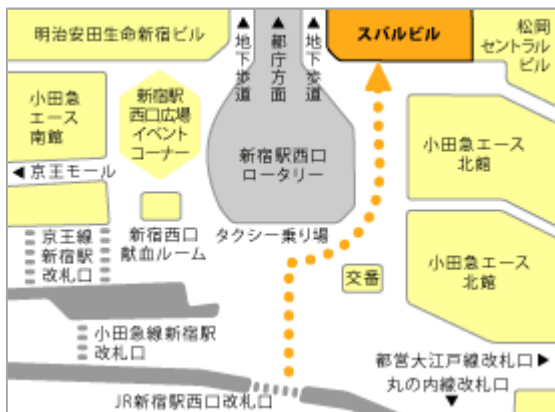 明治安田生命新宿ビル
▲地下歩道
▲都庁方面
▲地下歩道
スバルビル
松岡
セントラル
ビル
小田急
エース
南館
新宿駅
西口広場
イベント
コーナー
新宿駅西口
ロータリー
小田急エース
北館
◀京王モール
京王線
新宿駅
改札口
新宿西口
献血ルーム
タクシー乗り場
交番
小田急エース
北館
小田急線新宿駅
改札口
都営大江戸線改札口▶
丸の内線改札口
▼
JR新宿駅西口改札口